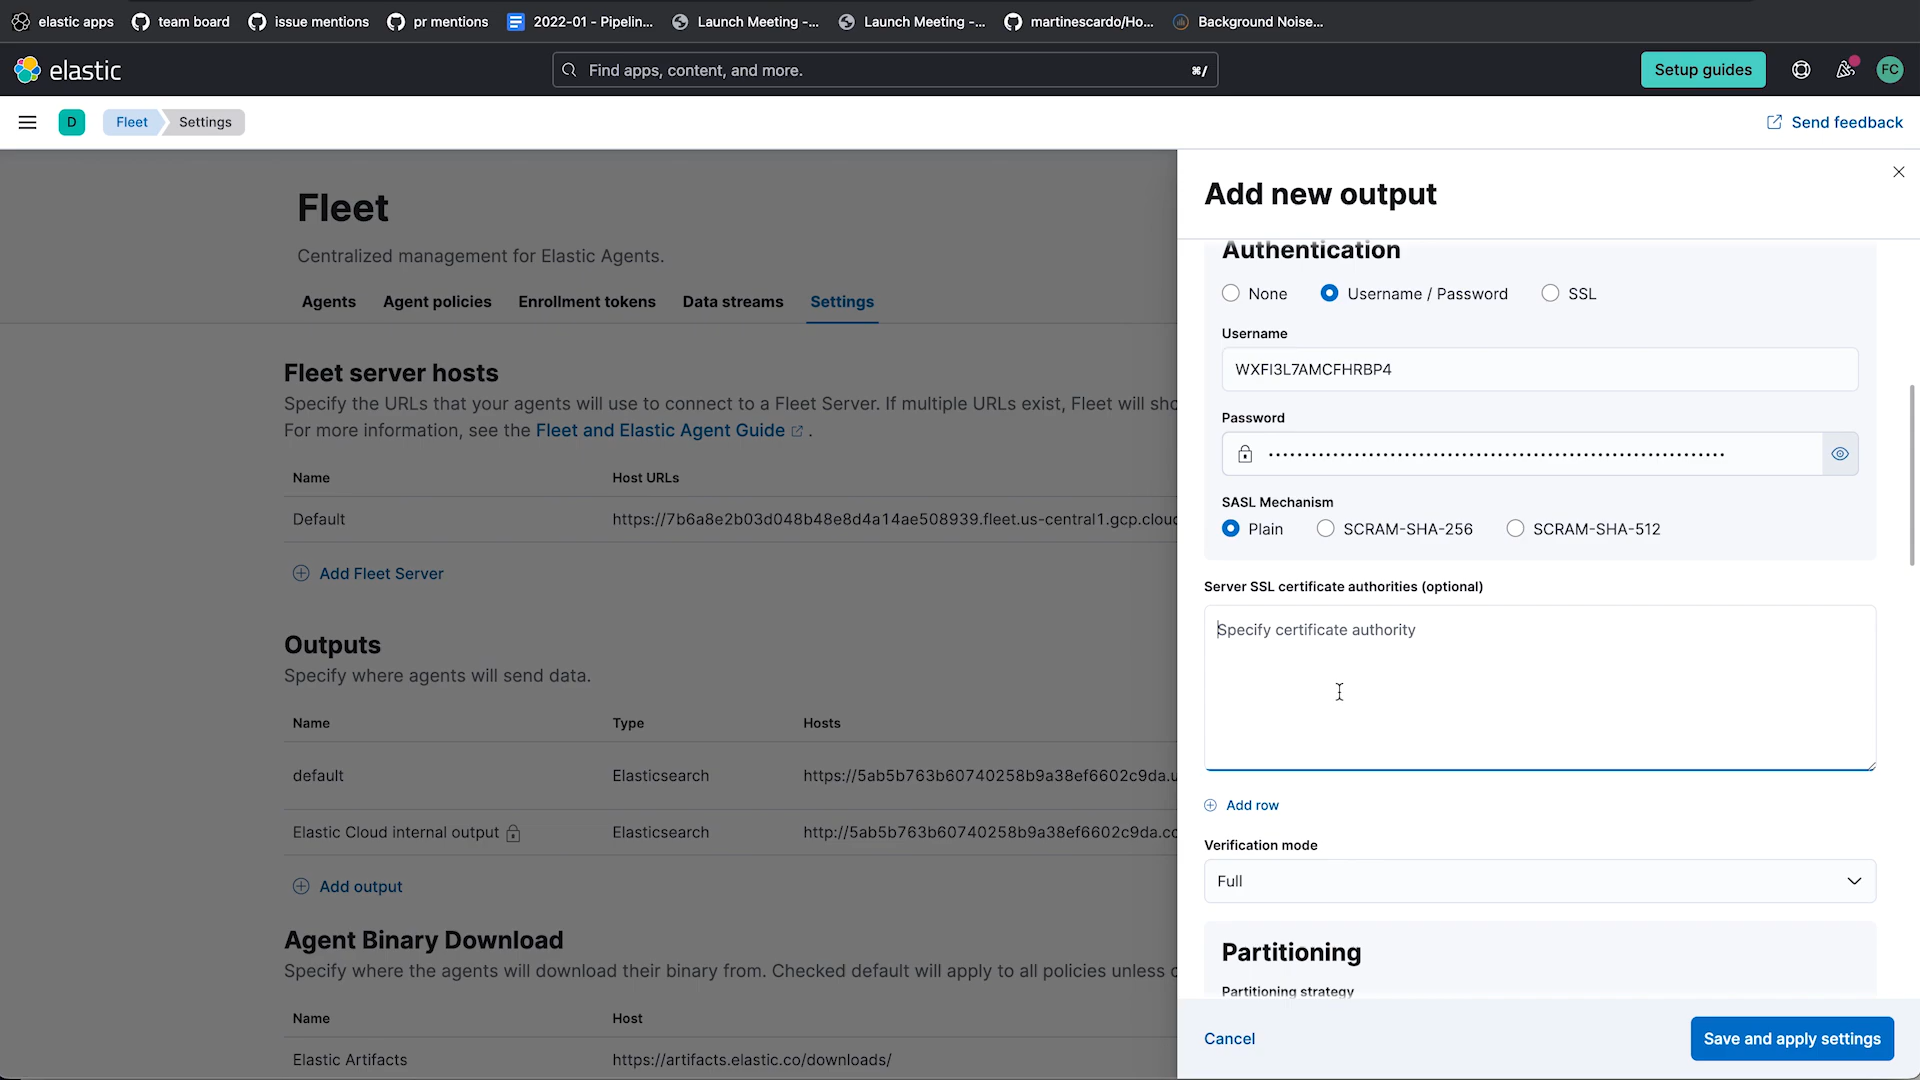 elastic apps team board issue mentions pr mentions 2022-01 - Pipelin... Launch Meeting -... Launch Meeting -... martinescardo/Ho... Background Noise...
elastic Find apps, content, and more. ⌘/ Setup guides FC
D Fleet Settings Send feedback
Fleet
Centralized management for Elastic Agents.
Agents Agent policies Enrollment tokens Data streams Settings
Fleet server hosts
Specify the URLs that your agents will use to connect to a Fleet Server. If multiple URLs exist, Fleet will sho
For more information, see the Fleet and Elastic Agent Guide .
Name Host URLs
Default https://7b6a8e2b03d048b48e8d4a14ae508939.fleet.us-central1.gcp.cloud
Add Fleet Server
Outputs
Specify where agents will send data.
Name Type Hosts
default Elasticsearch https://5ab5b763b60740258b9a38ef6602c9da.u
Elastic Cloud internal output Elasticsearch http://5ab5b763b60740258b9a38ef6602c9da.co
Add output
Agent Binary Download
Specify where the agents will download their binary from. Checked default will apply to all policies unless o
Name Host
Elastic Artifacts https://artifacts.elastic.co/downloads/
Add new output
Authentication
None Username / Password SSL
Username
WXFI3L7AMCFHRBP4
Password
SASL Mechanism
Plain SCRAM-SHA-256 SCRAM-SHA-512
Server SSL certificate authorities (optional)
Specify certificate authority
Add row
Verification mode
Full
Partitioning
Partitioning strategy
Cancel Save and apply settings